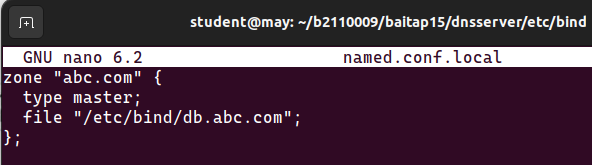 student@may: ~/b2110009/baitap15/dnsserver/etc/bind
GNU nano 6.2 named.conf.local
zone "abc.com" {
  type master;
  file "/etc/bind/db.abc.com";
};